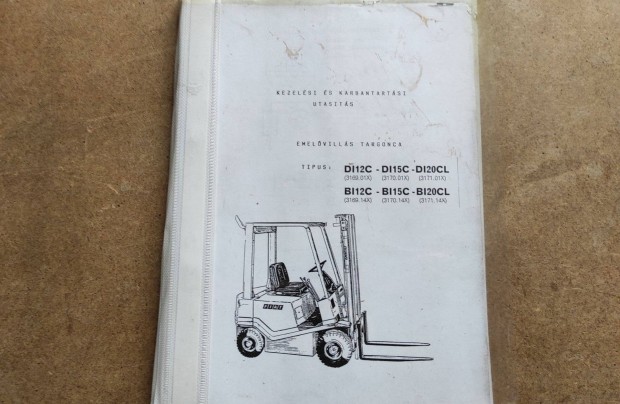 KEZELÉSI ÉS KARBANTARTÁSI
UTASÍTÁS
EMELŐVILLÁS TARGONCA
TIPUS: DI12C - DI15C - DI20CL
(3169.01X) (3170.01X) (3171.01X)
BI12C - BI15C - BI20CL
(3169.14X) (3170.14X) (3171.14X)